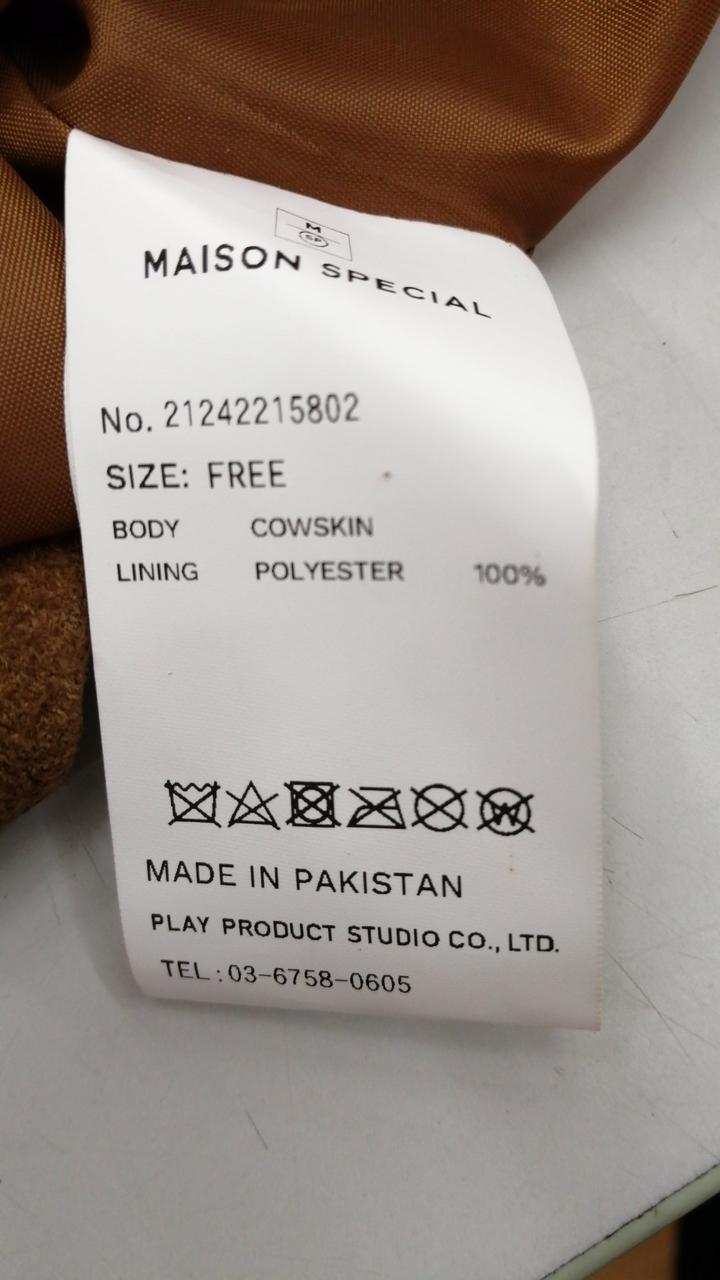 M
SP
MAISON SPECIAL
No. 21242215802
SIZE: FREE
BODY COWSKIN
LINING POLYESTER 100%
W
MADE IN PAKISTAN
PLAY PRODUCT STUDIO CO., LTD.
TEL : 03-6758-0605